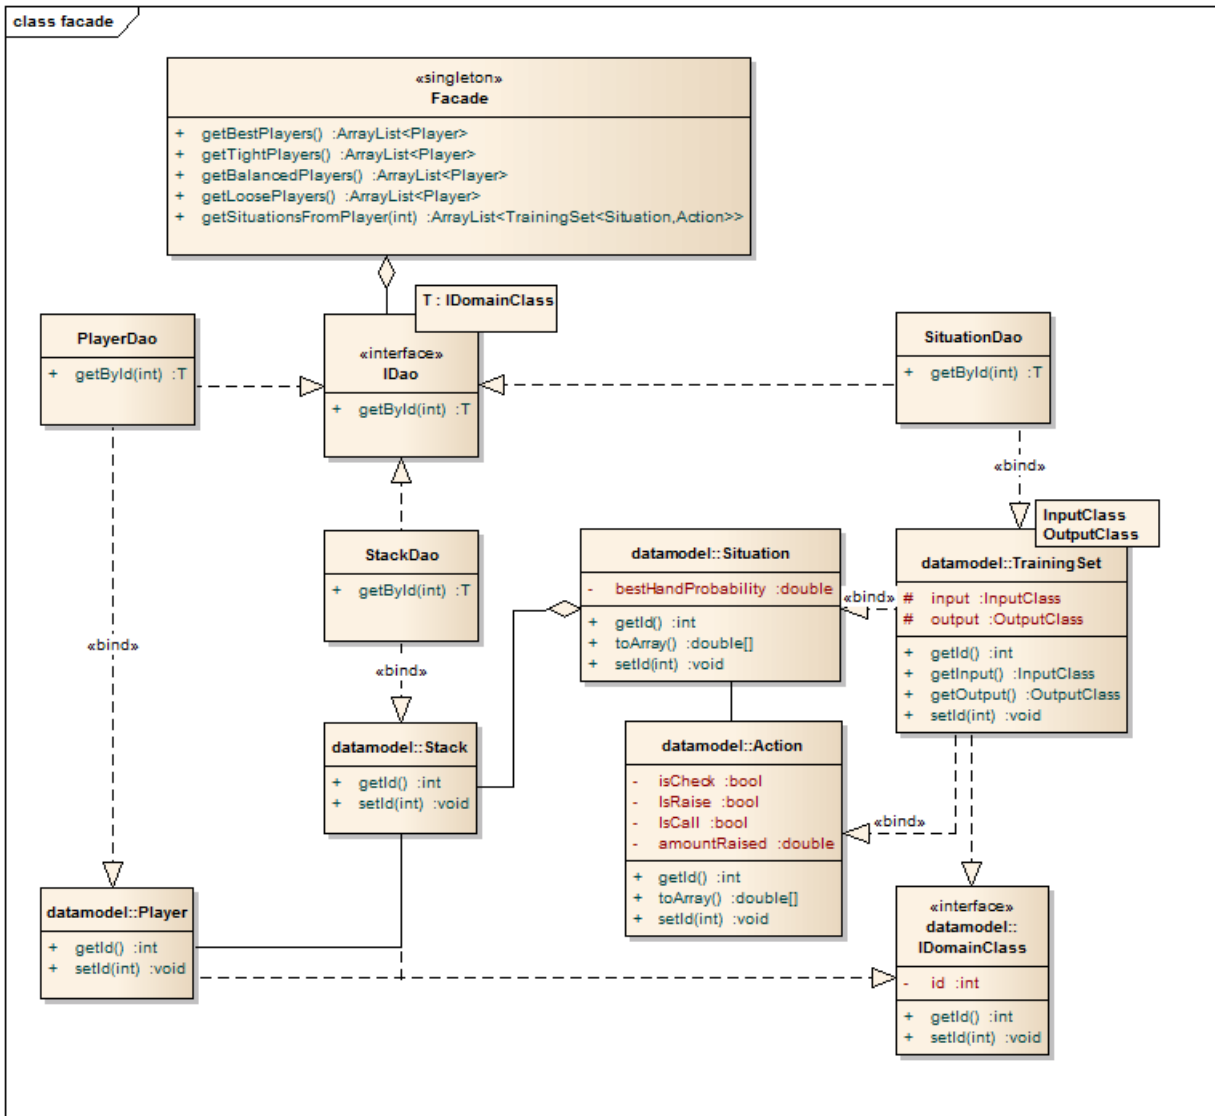 class facade
«singleton»
Facade
+ getBestPlayers() :ArrayList<Player>
+ getTightPlayers() :ArrayList<Player>
+ getBalancedPlayers() :ArrayList<Player>
+ getLoosePlayers() :ArrayList<Player>
+ getSituationsFromPlayer(int) :ArrayList<TrainingSet<Situation,Action>>
T : IDomainClass
PlayerDao
+ getById(int) :T
«interface»
IDao
+ getById(int) :T
SituationDao
+ getById(int) :T
«bind»
StackDao
+ getById(int) :T
«bind»
«bind»
datamodel::Situation
- bestHandProbability :double
+ getId() :int
+ toArray() :double[]
+ setId(int) :void
«bind»
InputClass
OutputClass
datamodel::TrainingSet
# input :InputClass
# output :OutputClass
+ getId() :int
+ getInput() :InputClass
+ getOutput() :OutputClass
+ setId(int) :void
datamodel::Stack
+ getId() :int
+ setId(int) :void
datamodel::Action
- isCheck :bool
- IsRaise :bool
- IsCall :bool
- amountRaised :double
+ getId() :int
+ toArray() :double[]
+ setId(int) :void
«bind»
datamodel::Player
+ getId() :int
+ setId(int) :void
«interface»
datamodel::
IDomainClass
- id :int
+ getId() :int
+ setId(int) :void